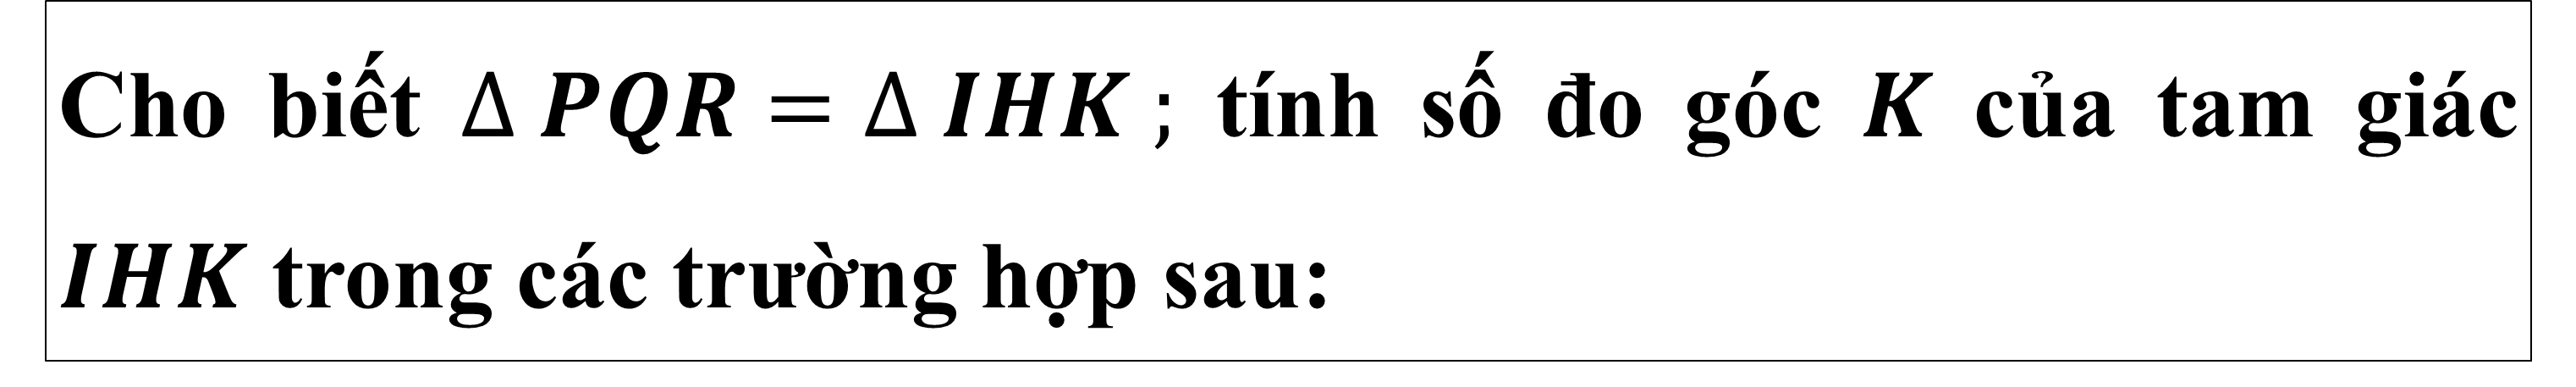 Cho biết Δ PQR = Δ IHK ; tính số đo góc K của tam giác
IHK trong các trường hợp sau: